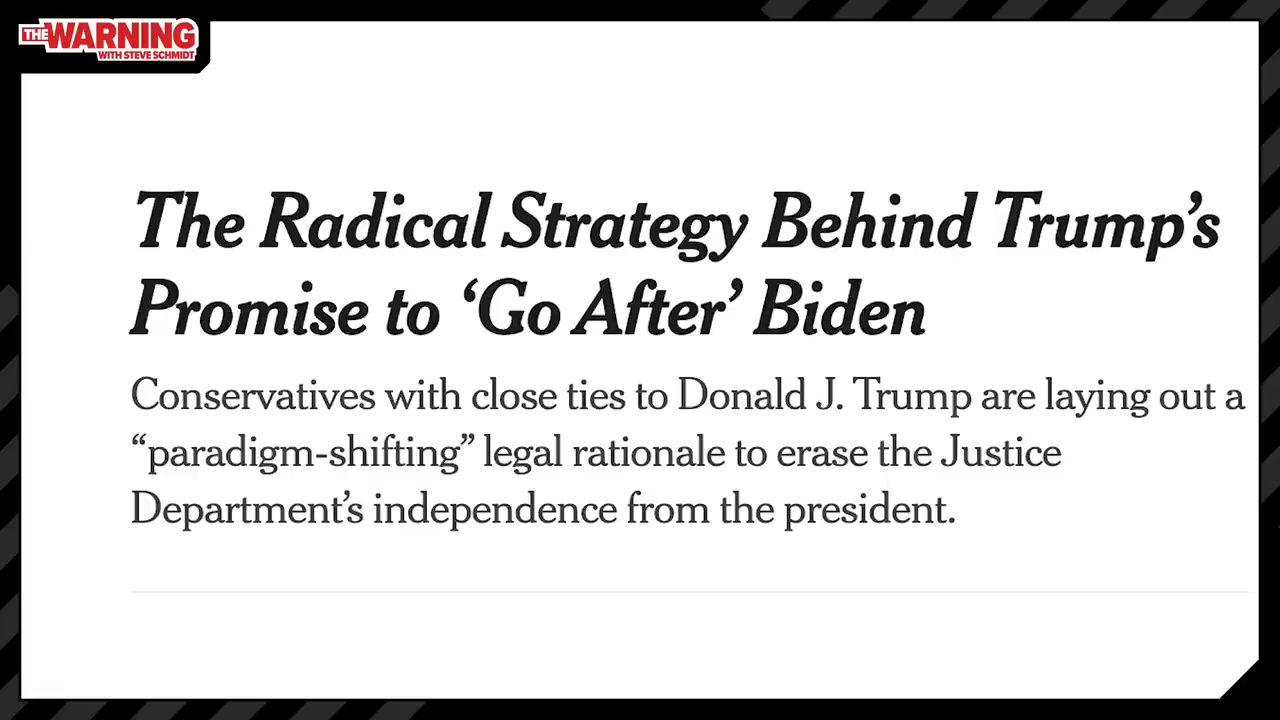 THE WARNING
WITH STEVE SCHMIDT
The Radical Strategy Behind Trump’s
Promise to ‘Go After’ Biden
Conservatives with close ties to Donald J. Trump are laying out a
“paradigm-shifting” legal rationale to erase the Justice
Department’s independence from the president.